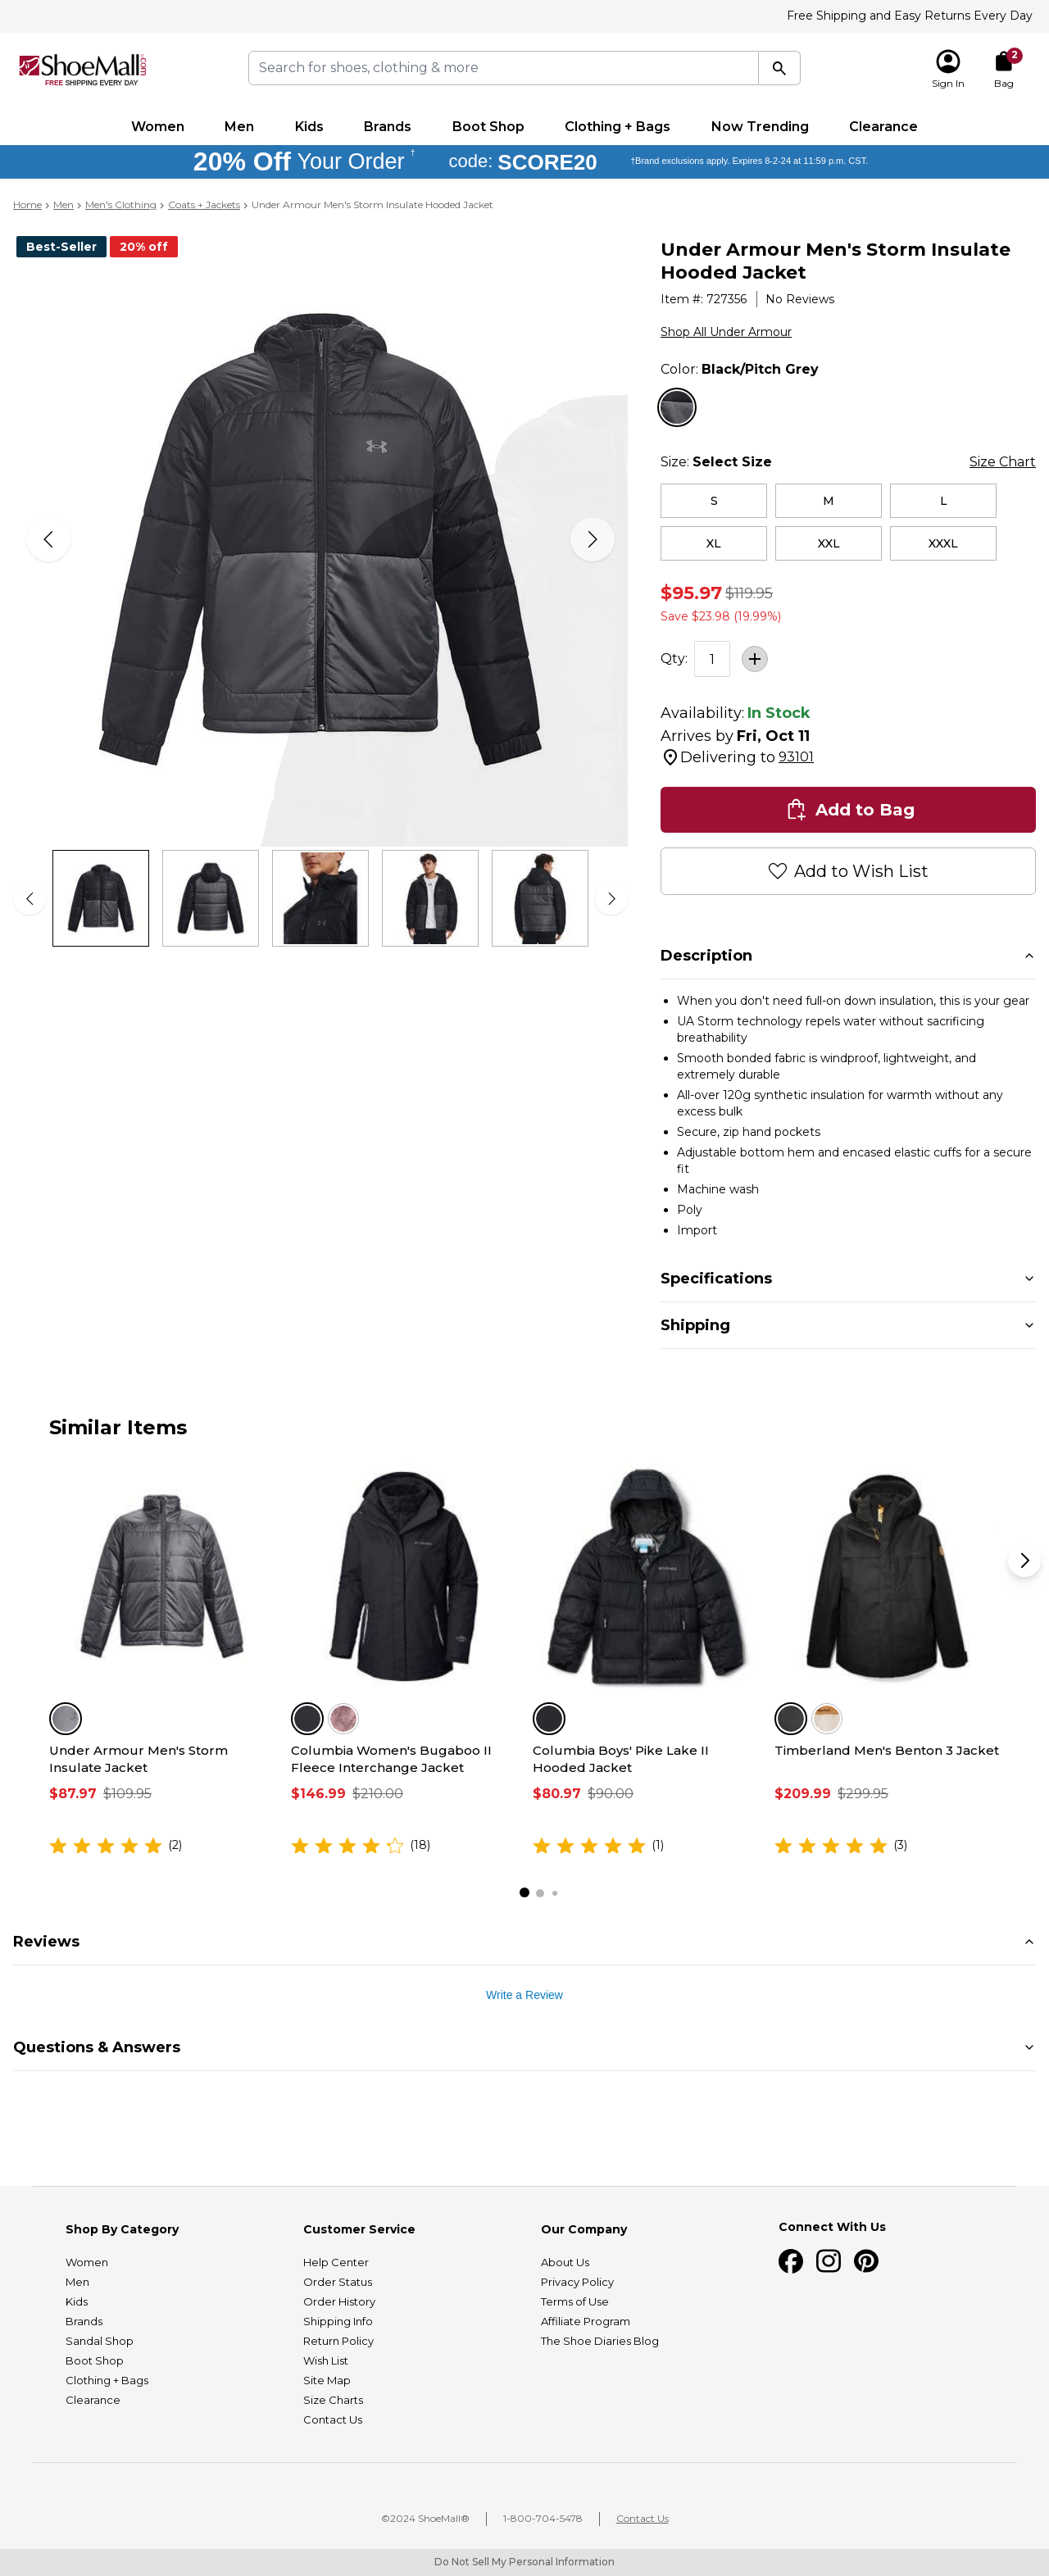 Free Shipping and Easy Returns Every Day
ShoeMall.com
FREE SHIPPING EVERY DAY
Search for shoes, clothing & more
Sign In
2
Bag
Women Men Kids Brands Boot Shop Clothing + Bags Now Trending Clearance
20% Off Your Order † code: SCORE20 †Brand exclusions apply. Expires 8-2-24 at 11:59 p.m. CST.
Home > Men > Men's Clothing > Coats + Jackets > Under Armour Men's Storm Insulate Hooded Jacket
Best-Seller 20% off
Under Armour Men's Storm Insulate
Hooded Jacket
Item #: 727356 | No Reviews
Shop All Under Armour
Color: Black/Pitch Grey
Size: Select Size Size Chart
S M L
XL XXL XXXL
$95.97 $119.95
Save $23.98 (19.99%)
Qty: 1 +
Availability: In Stock
Arrives by Fri, Oct 11
Delivering to 93101
Add to Bag
Add to Wish List
Description
• When you don't need full-on down insulation, this is your gear
• UA Storm technology repels water without sacrificing
breathability
• Smooth bonded fabric is windproof, lightweight, and
extremely durable
• All-over 120g synthetic insulation for warmth without any
excess bulk
• Secure, zip hand pockets
• Adjustable bottom hem and encased elastic cuffs for a secure
fit
• Machine wash
• Poly
• Import
Specifications
Shipping
Similar Items
Under Armour Men's Storm
Insulate Jacket
$87.97 $109.95
(2)
Columbia Women's Bugaboo II
Fleece Interchange Jacket
$146.99 $210.00
(18)
Columbia Boys' Pike Lake II
Hooded Jacket
$80.97 $90.00
(1)
Timberland Men's Benton 3 Jacket
$209.99 $299.95
(3)
Reviews
Write a Review
Questions & Answers
Shop By Category
Women
Men
Kids
Brands
Sandal Shop
Boot Shop
Clothing + Bags
Clearance
Customer Service
Help Center
Order Status
Order History
Shipping Info
Return Policy
Wish List
Site Map
Size Charts
Contact Us
Our Company
About Us
Privacy Policy
Terms of Use
Affiliate Program
The Shoe Diaries Blog
Connect With Us
©2024 ShoeMall® | 1-800-704-5478 | Contact Us
Do Not Sell My Personal Information